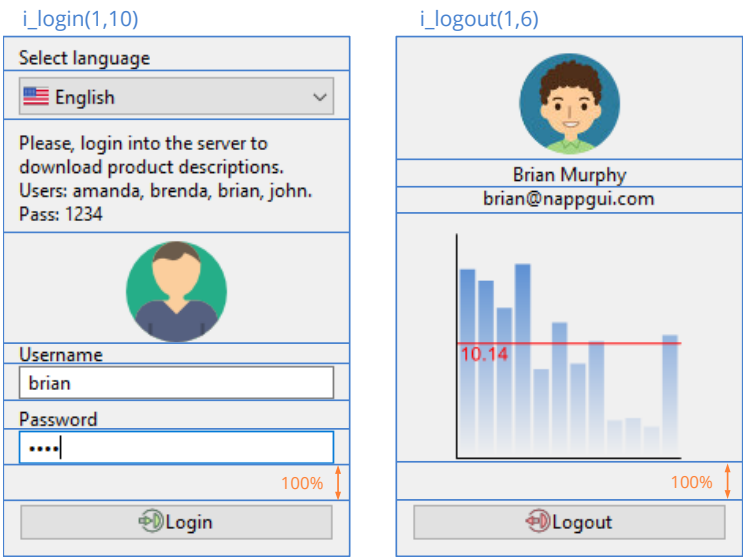 i_login(1,10)
Select language
English
Please, login into the server to
download product descriptions.
Users: amanda, brenda, brian, john.
Pass: 1234
Username
brian
Password
••••
100%
Login
i_logout(1,6)
Brian Murphy
brian@nappgui.com
10.14
100%
Logout